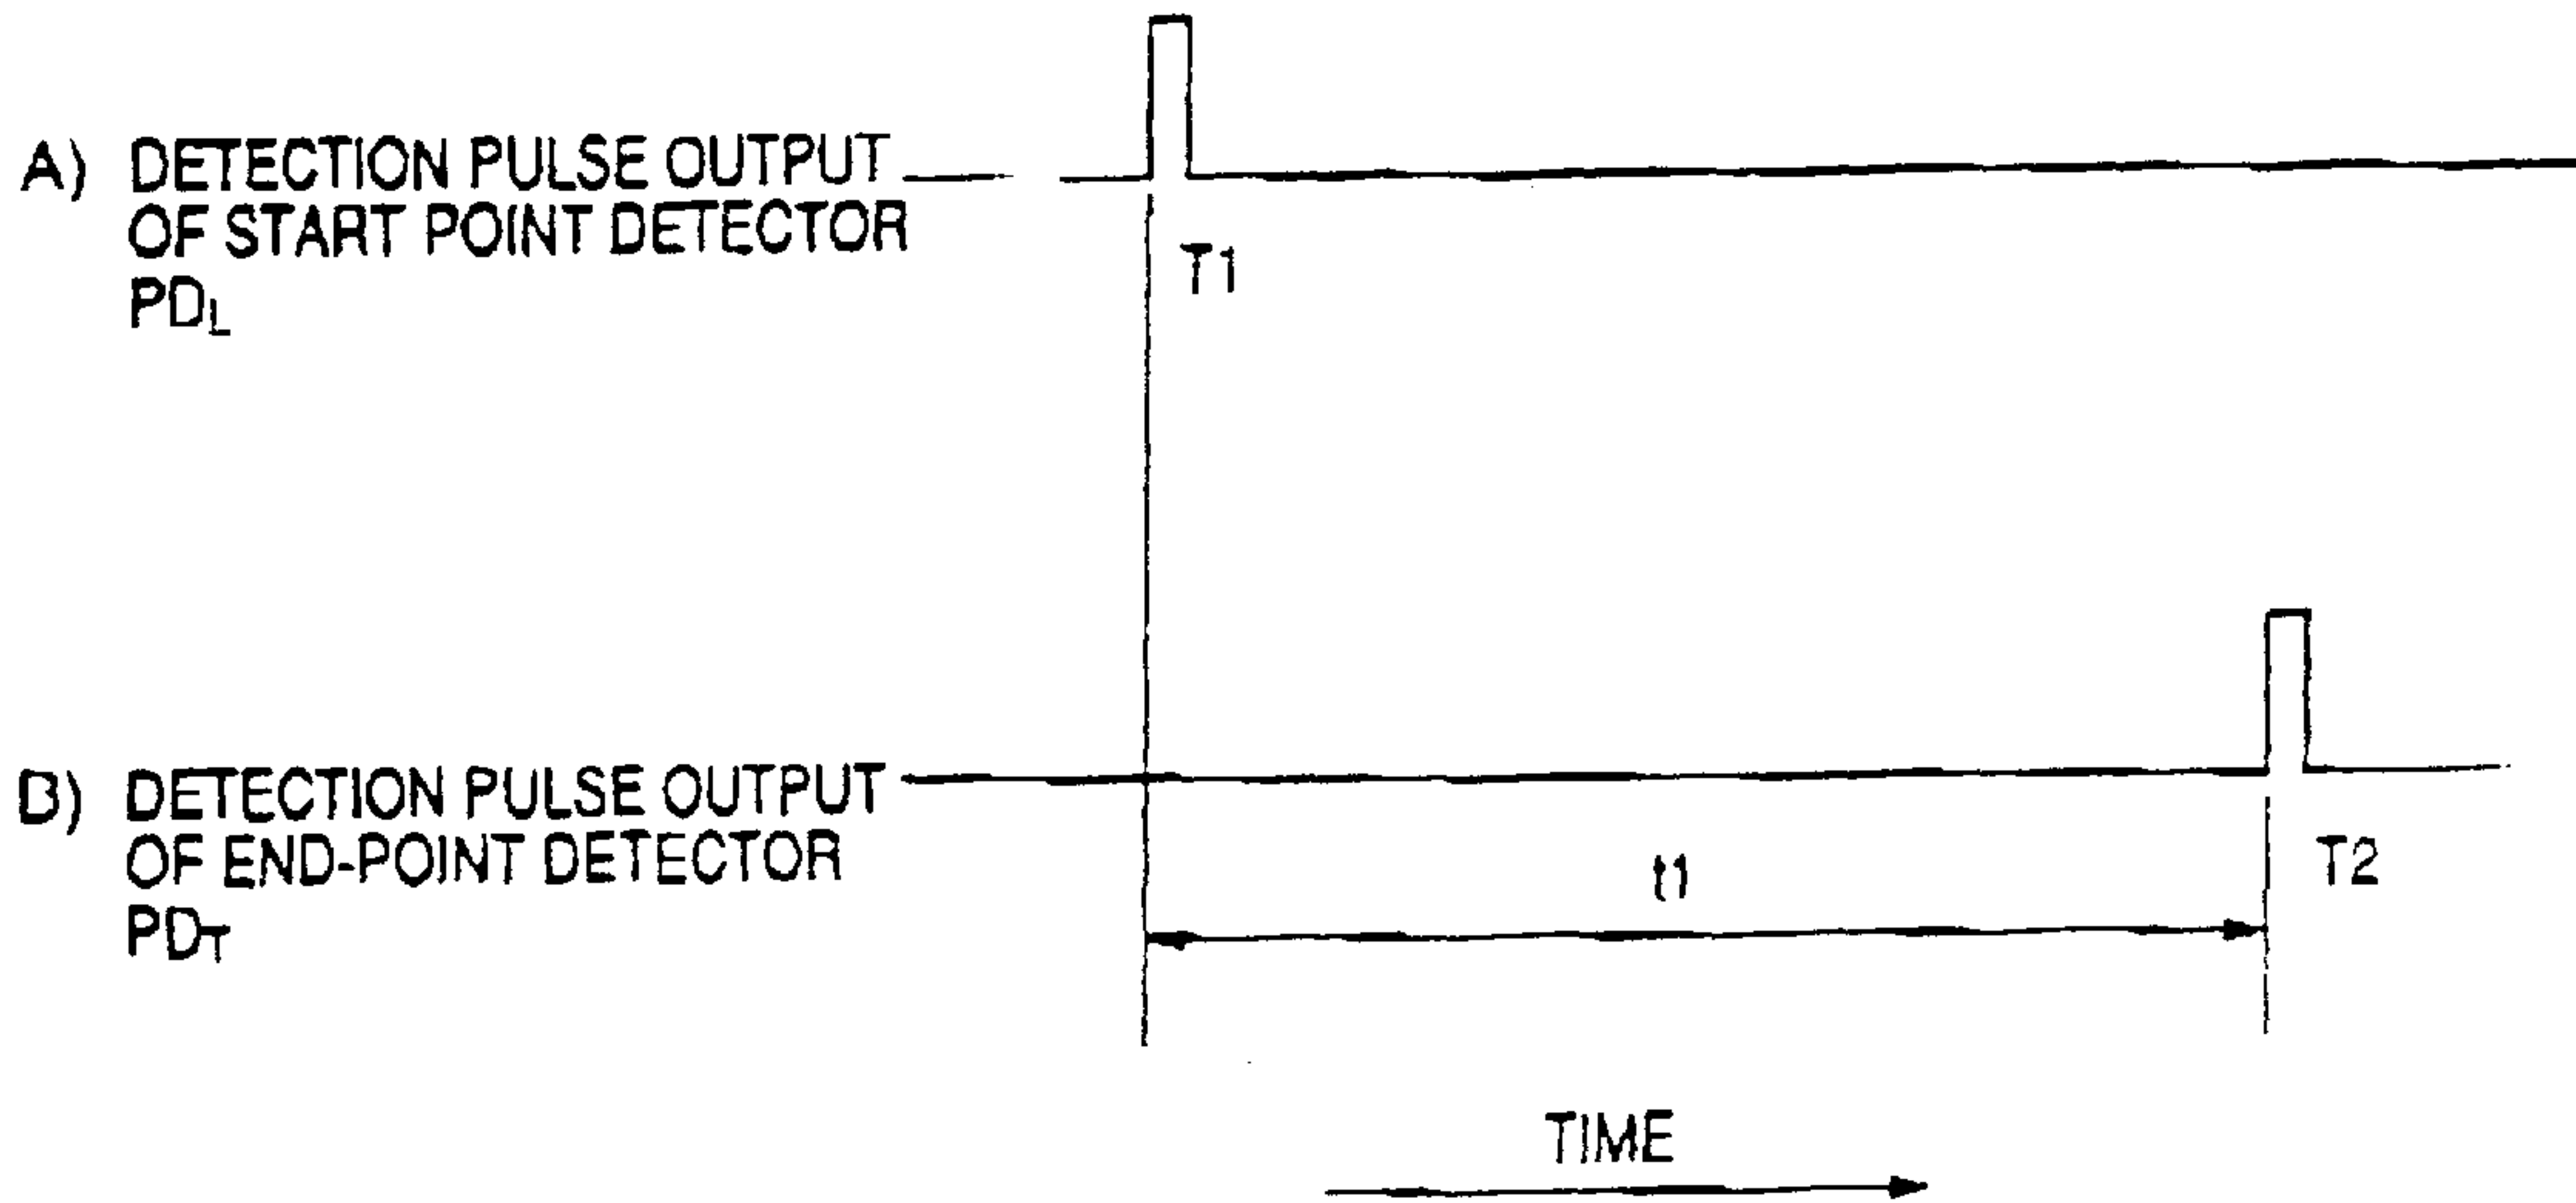 A) DETECTION PULSE OUTPUT
OF START POINT DETECTOR
PDL
T1
B) DETECTION PULSE OUTPUT
OF END-POINT DETECTOR
PDT
t1
T2
TIME